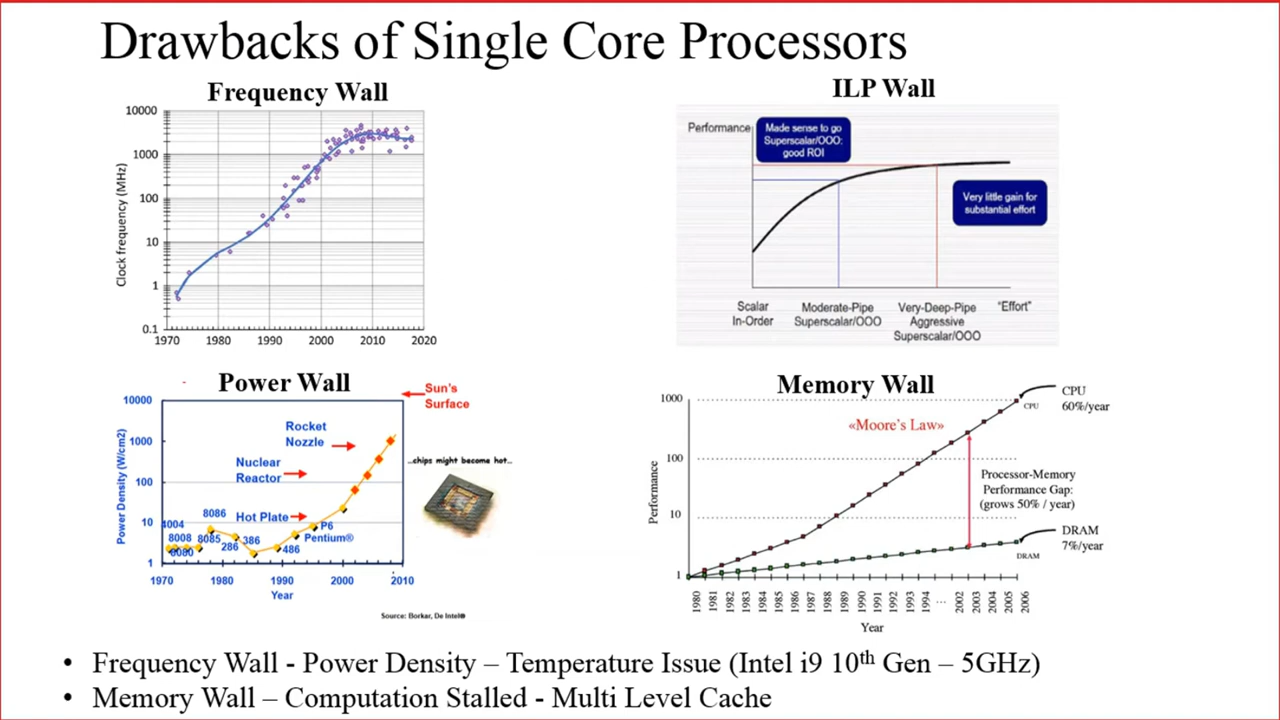 Drawbacks of Single Core Processors
Frequency Wall
10000
1000
100
10
1
0.1
Clock frequency (MHz)
1970 1980 1990 2000 2010 2020
ILP Wall
Performance
Made sense to go
Superscalar/OOO:
good ROI
Very little gain for
substantial effort
Scalar
In-Order
Moderate-Pipe
Superscalar/OOO
Very-Deep-Pipe
Aggressive
Superscalar/OOO
"Effort"
Power Wall
10000
1000
100
10
1
Power Density (W/cm2)
Sun's
Surface
Rocket
Nozzle
Nuclear
Reactor
Hot Plate
4004
8008
8080
8085
8086
286
386
486
P6
Pentium®
1970 1980 1990 2000 2010
Year
...chips might become hot...
Source: Borkar, De Intel®
Memory Wall
1000
100
10
1
Performance
«Moore's Law»
CPU
CPU
60%/year
Processor-Memory
Performance Gap:
(grows 50% / year)
DRAM
DRAM
7%/year
1980 1981 1982 1983 1984 1985 1986 1987 1988 1989 1990 1991 1992 1993 1994 ... 2002 2003 2004 2005 2006
Year
• Frequency Wall - Power Density – Temperature Issue (Intel i9 10th Gen – 5GHz)
• Memory Wall – Computation Stalled - Multi Level Cache